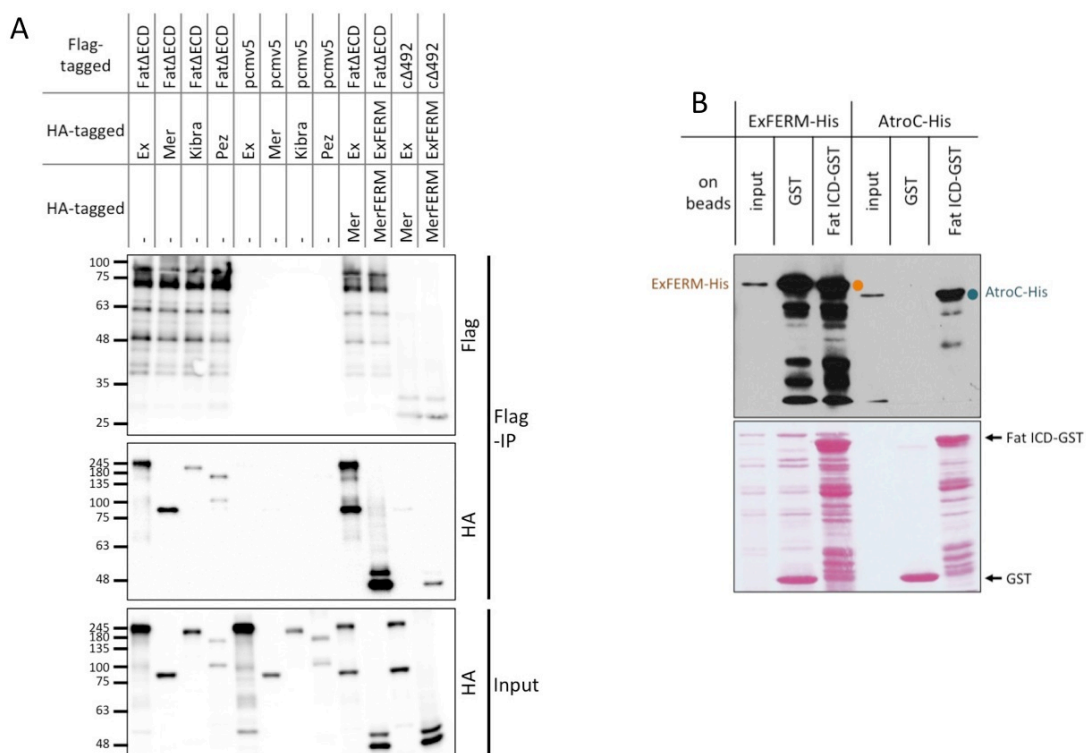 A
Flag-
tagged
FatΔECD
FatΔECD
FatΔECD
FatΔECD
pcmv5
pcmv5
pcmv5
pcmv5
FatΔECD
FatΔECD
cΔ492
cΔ492
HA-tagged
Ex
Mer
Kibra
Pez
Ex
Mer
Kibra
Pez
Ex
ExFERM
Ex
ExFERM
HA-tagged
-
-
-
-
-
-
-
-
Mer
MerFERM
Mer
MerFERM
100
75
63
48
35
25
Flag
245
180
135
100
75
63
48
HA
Flag
-IP
245
180
135
100
75
63
48
HA
Input
B
ExFERM-His
AtroC-His
on
beads
input
GST
Fat ICD-GST
input
GST
Fat ICD-GST
ExFERM-His
AtroC-His
Fat ICD-GST
GST